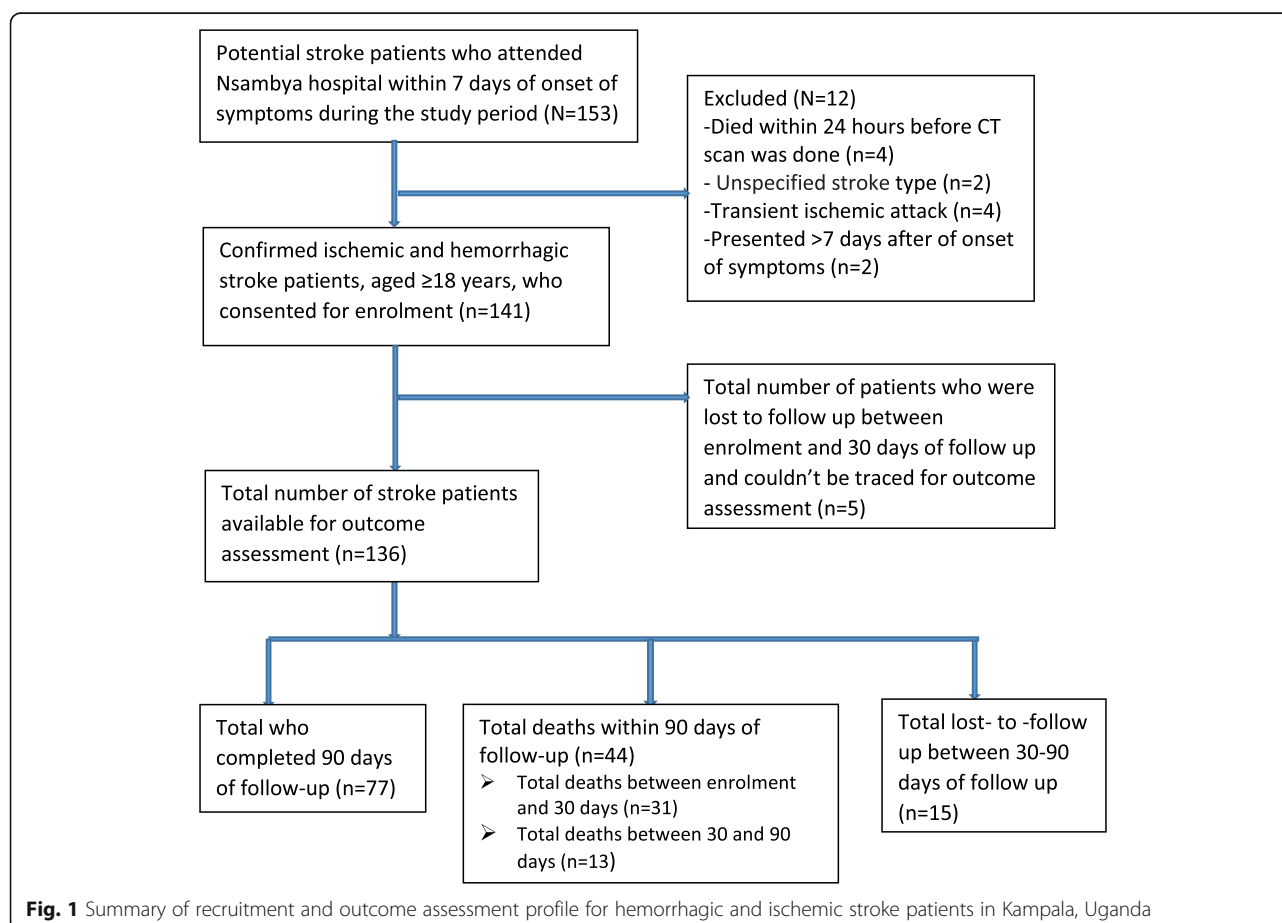 Potential stroke patients who attended
Nsambya hospital within 7 days of onset of
symptoms during the study period (N=153)
Excluded (N=12)
-Died within 24 hours before CT
scan was done (n=4)
- Unspecified stroke type (n=2)
-Transient ischemic attack (n=4)
-Presented >7 days after of onset
of symptoms (n=2)
Confirmed ischemic and hemorrhagic
stroke patients, aged ≥18 years, who
consented for enrolment (n=141)
Total number of patients who were
lost to follow up between
enrolment and 30 days of follow up
and couldn’t be traced for outcome
assessment (n=5)
Total number of stroke patients
available for outcome
assessment (n=136)
Total who
completed 90 days
of follow-up (n=77)
Total deaths within 90 days of
follow-up (n=44)
➢ Total deaths between enrolment
and 30 days (n=31)
➢ Total deaths between 30 and 90
days (n=13)
Total lost- to -follow
up between 30-90
days of follow up
(n=15)
Fig. 1 Summary of recruitment and outcome assessment profile for hemorrhagic and ischemic stroke patients in Kampala, Uganda